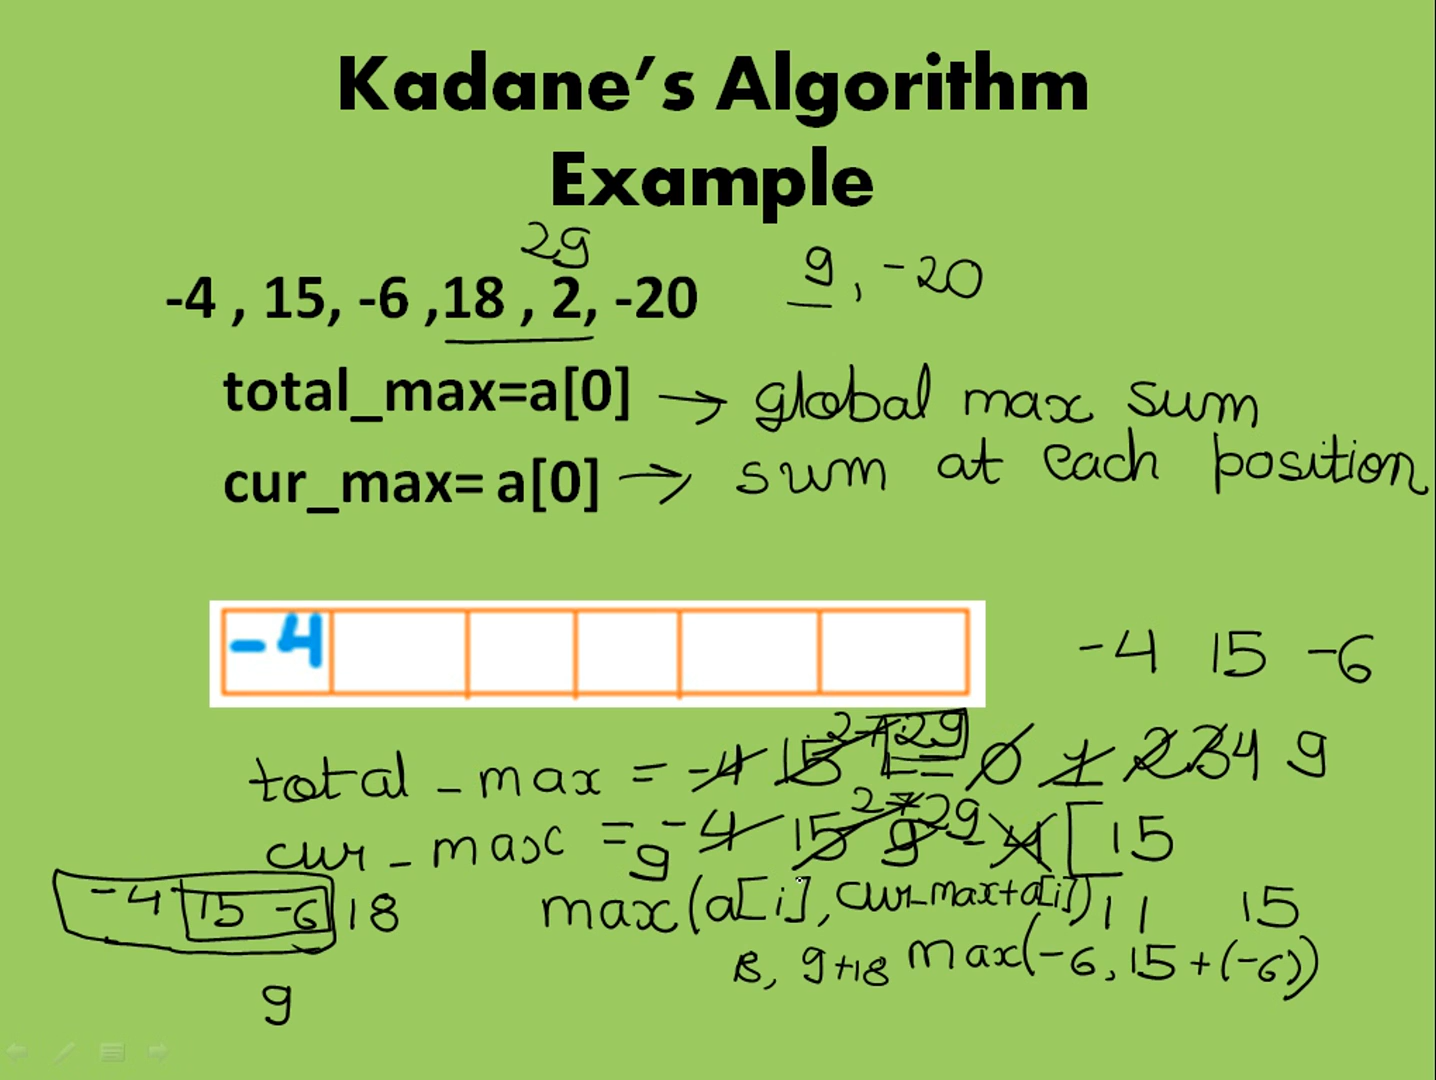 Kadane's Algorithm
Example
29
-4 , 15, -6 ,18 , 2, -20
9, -20
total_max=a[0] → global max sum
cur_max= a[0] → sum at each position
-4
-4 15 -6
total_max = -4 15 27 29 0 1 2 3 4 9
cur_max = 9 -4 15 9 27 29 [15
-4 15 -6 18
max(a[i], cur_max+a[i]) 11 15
9+18 max(-6, 15+(-6))
9